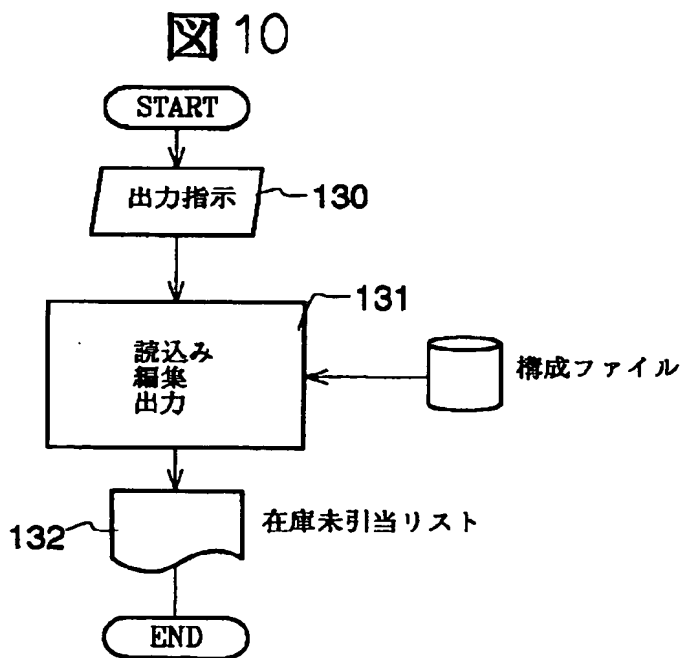 図10
START
出力指示
130
131
読込み
編集
出力
構成ファイル
132
在庫未引当リスト
END